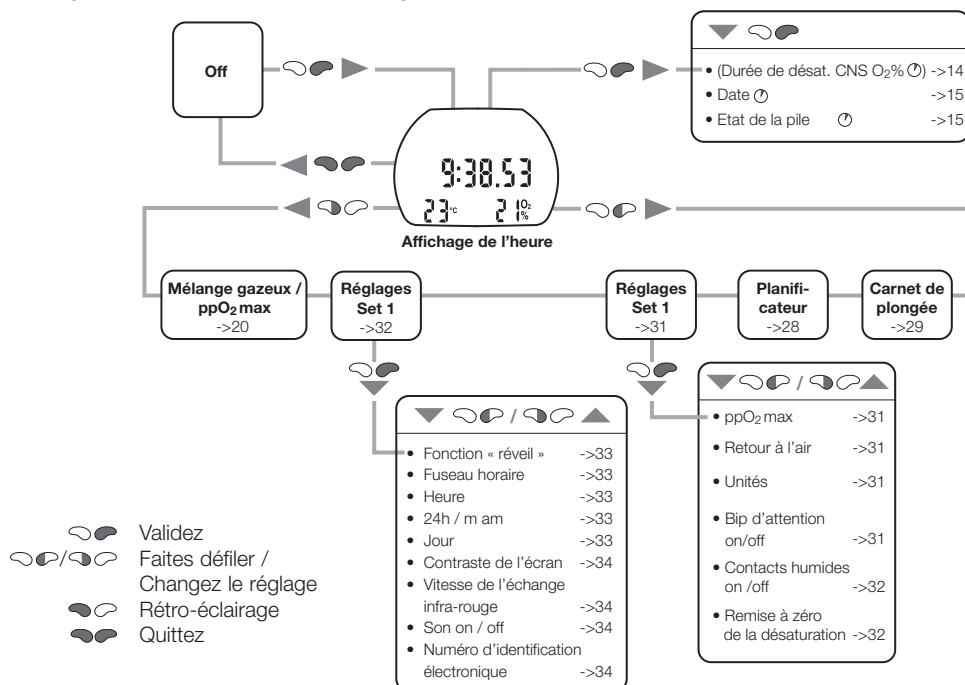 Off
(Durée de désat. CNS O₂% ) ->14
• Date ->15
• Etat de la pile ->15
9:38.53
23°C 21 O₂%
Affichage de l'heure
Mélange gazeux /
ppO₂ max
->20
Réglages
Set 1
->32
Réglages
Set 1
->31
Planifi-
cateur
->28
Carnet de
plongée
->29
/
• Fonction « réveil » ->33
• Fuseau horaire ->33
• Heure ->33
• 24h / m am ->33
• Jour ->33
• Contraste de l'écran ->34
• Vitesse de l'échange
infra-rouge ->34
• Son on / off ->34
• Numéro d'identification
électronique ->34
/
• ppO₂ max ->31
• Retour à l'air ->31
• Unités ->31
• Bip d'attention
on/off ->31
• Contacts humides
on /off ->32
• Remise à zéro
de la désaturation ->32
Validez
/ Faites défiler /
Changez le réglage
Rétro-éclairage
Quittez